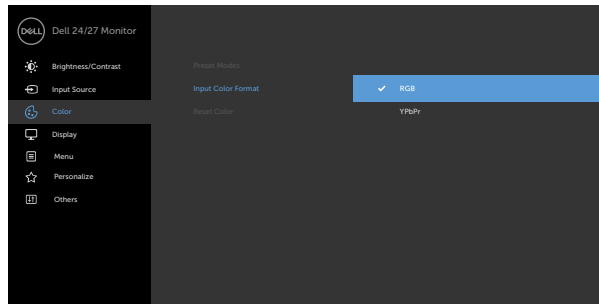 DELL Dell 24/27 Monitor
Brightness/Contrast
Preset Modes
Input Source
Input Color Format
RGB
Color
Reset Color
YPbPr
Display
Menu
Personalize
Others